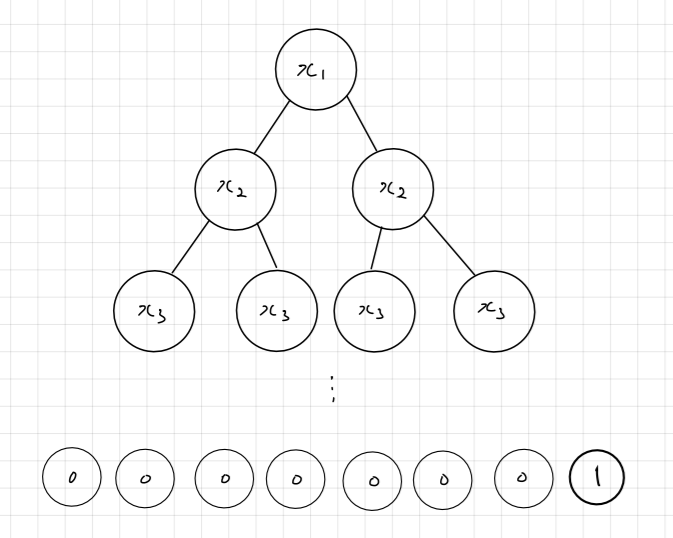 x₁
x₂ x₂
x₃ x₃ x₃ x₃
⋮
0 0 0 0 0 0 0 1